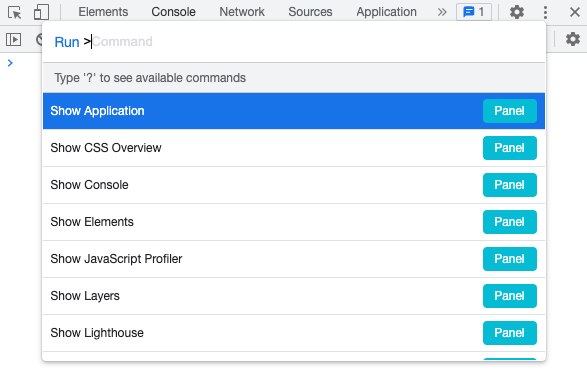 Elements Console Network Sources Application » 1
Run >Command
Type '?' to see available commands
Show Application Panel
Show CSS Overview Panel
Show Console Panel
Show Elements Panel
Show JavaScript Profiler Panel
Show Layers Panel
Show Lighthouse Panel